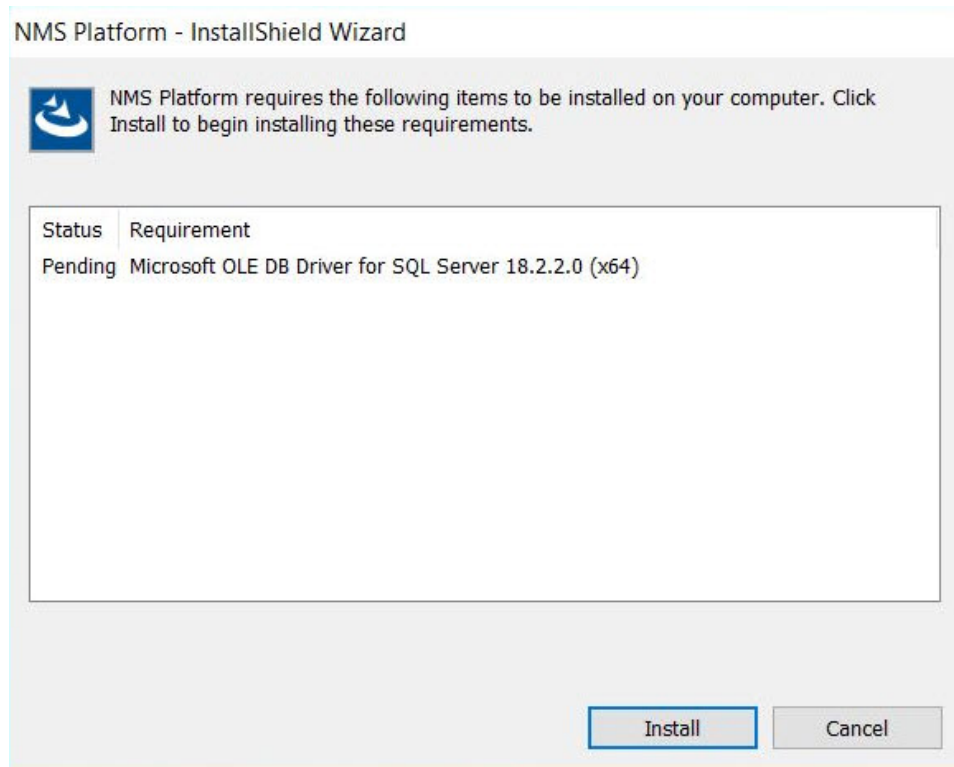 NMS Platform - InstallShield Wizard
NMS Platform requires the following items to be installed on your computer. Click
Install to begin installing these requirements.
Status Requirement
Pending Microsoft OLE DB Driver for SQL Server 18.2.2.0 (x64)
Install Cancel